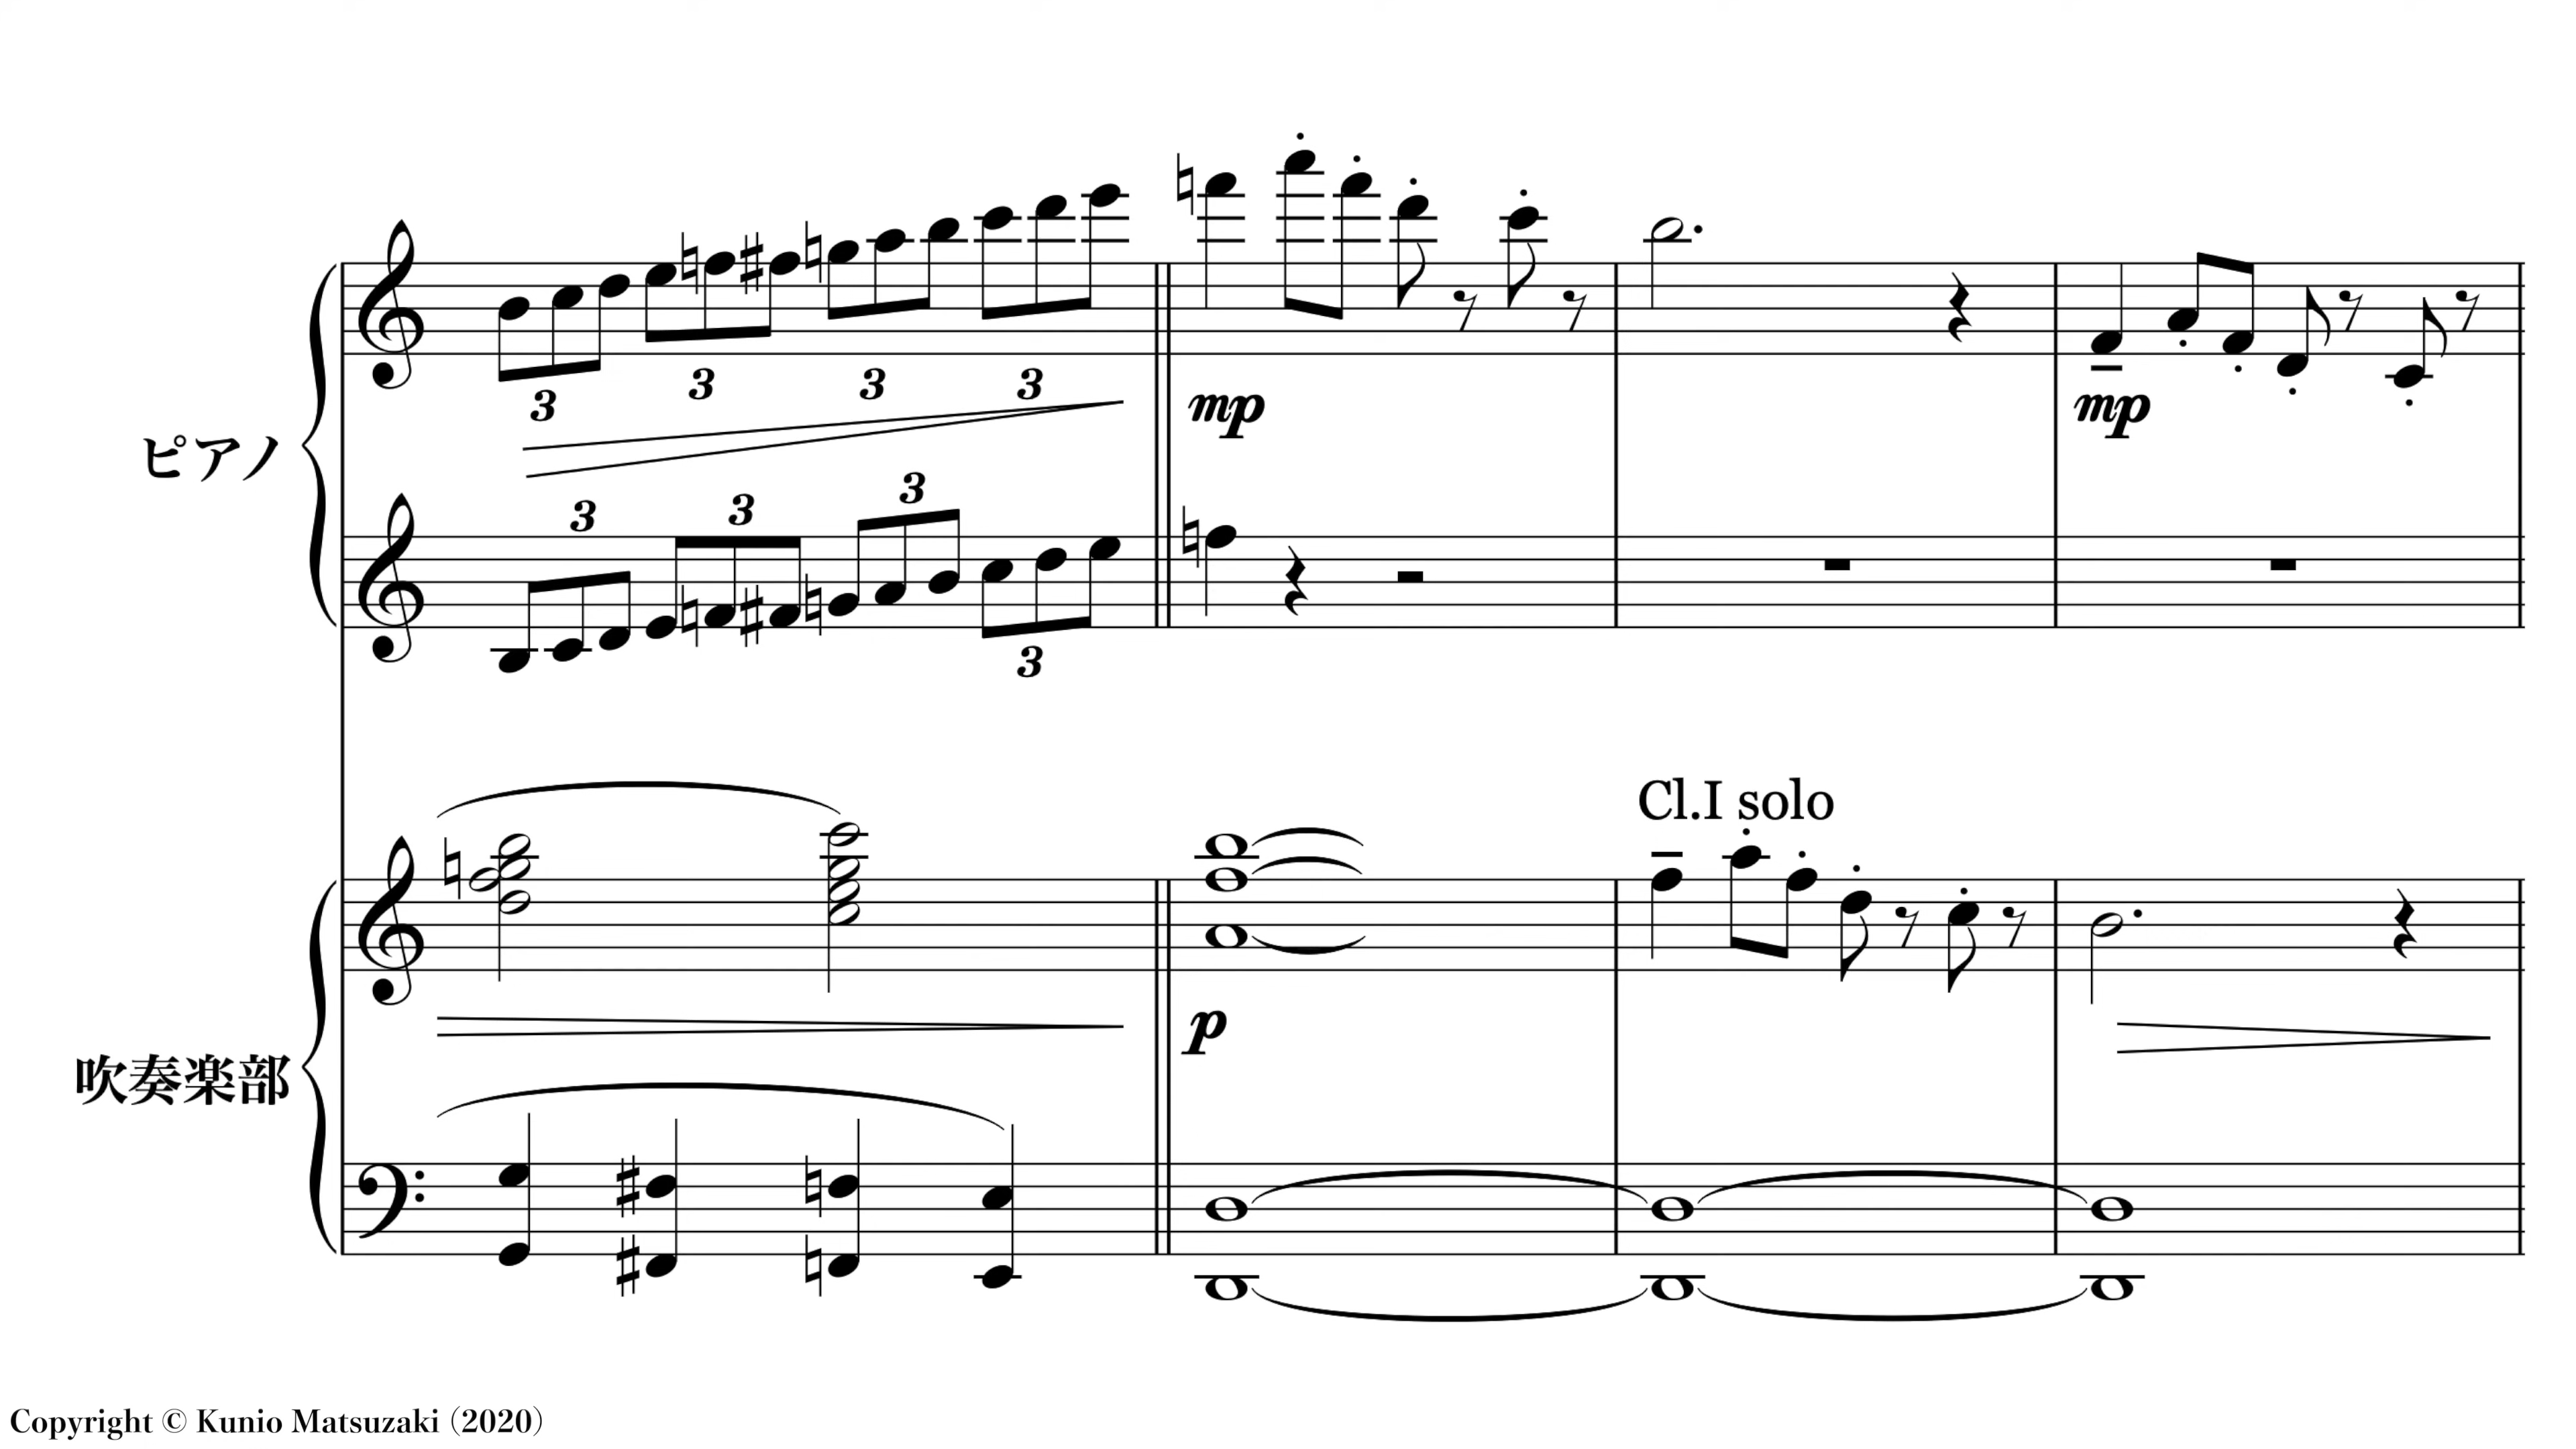 3 3 3 3
mp mp
ピアノ
3 3 3
3
Cl.I solo
p
吹奏楽部
Copyright © Kunio Matsuzaki (2020)